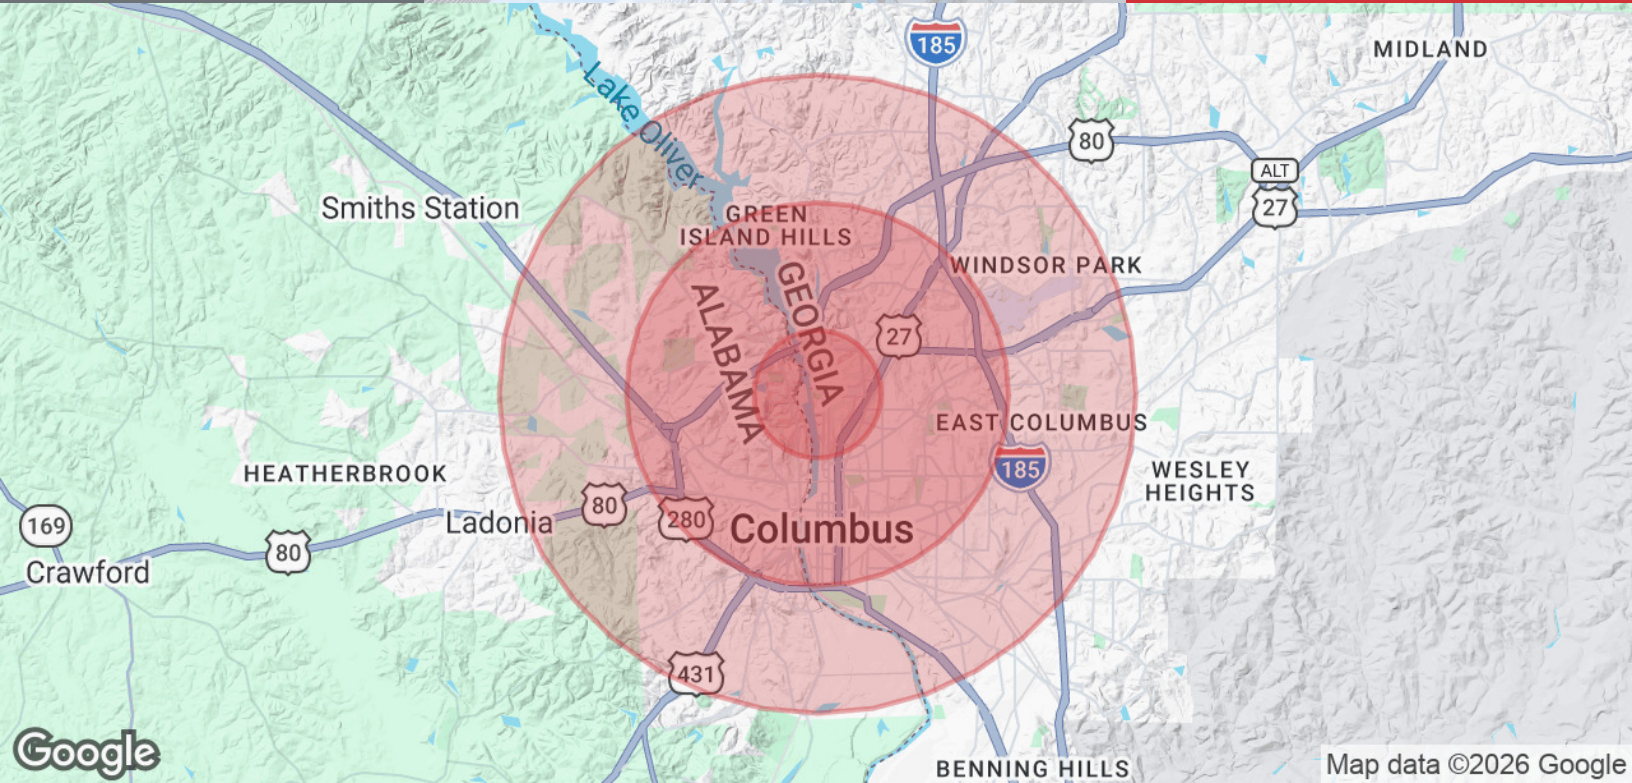 185
MIDLAND
80
ALT
27
Lake Oliver
Smiths Station
GREEN
ISLAND HILLS
WINDSOR PARK
GEORGIA
ALABAMA
27
EAST COLUMBUS
185
WESLEY
HEIGHTS
HEATHERBROOK
80
280
Ladonia
Columbus
169
80
Crawford
431
Google
BENNING HILLS
Map data ©2026 Google